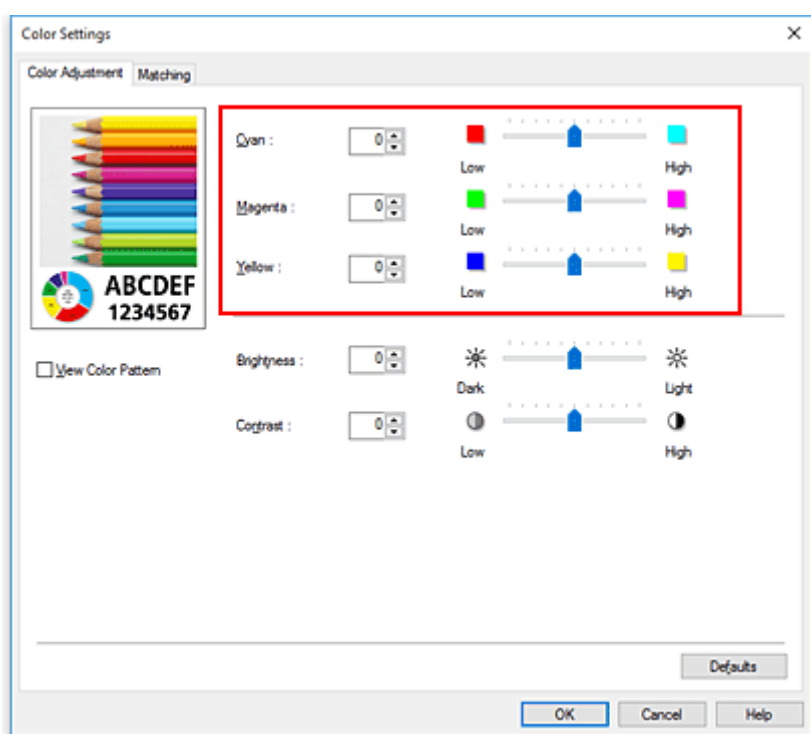 Color Settings
Color Adjustment Matching
Cyan : 0
Low High
Magenta : 0
Low High
Yellow : 0
Low High
ABCDEF
1234567
View Color Pattern
Brightness : 0
Dark Light
Contrast : 0
Low High
Defaults
OK Cancel Help